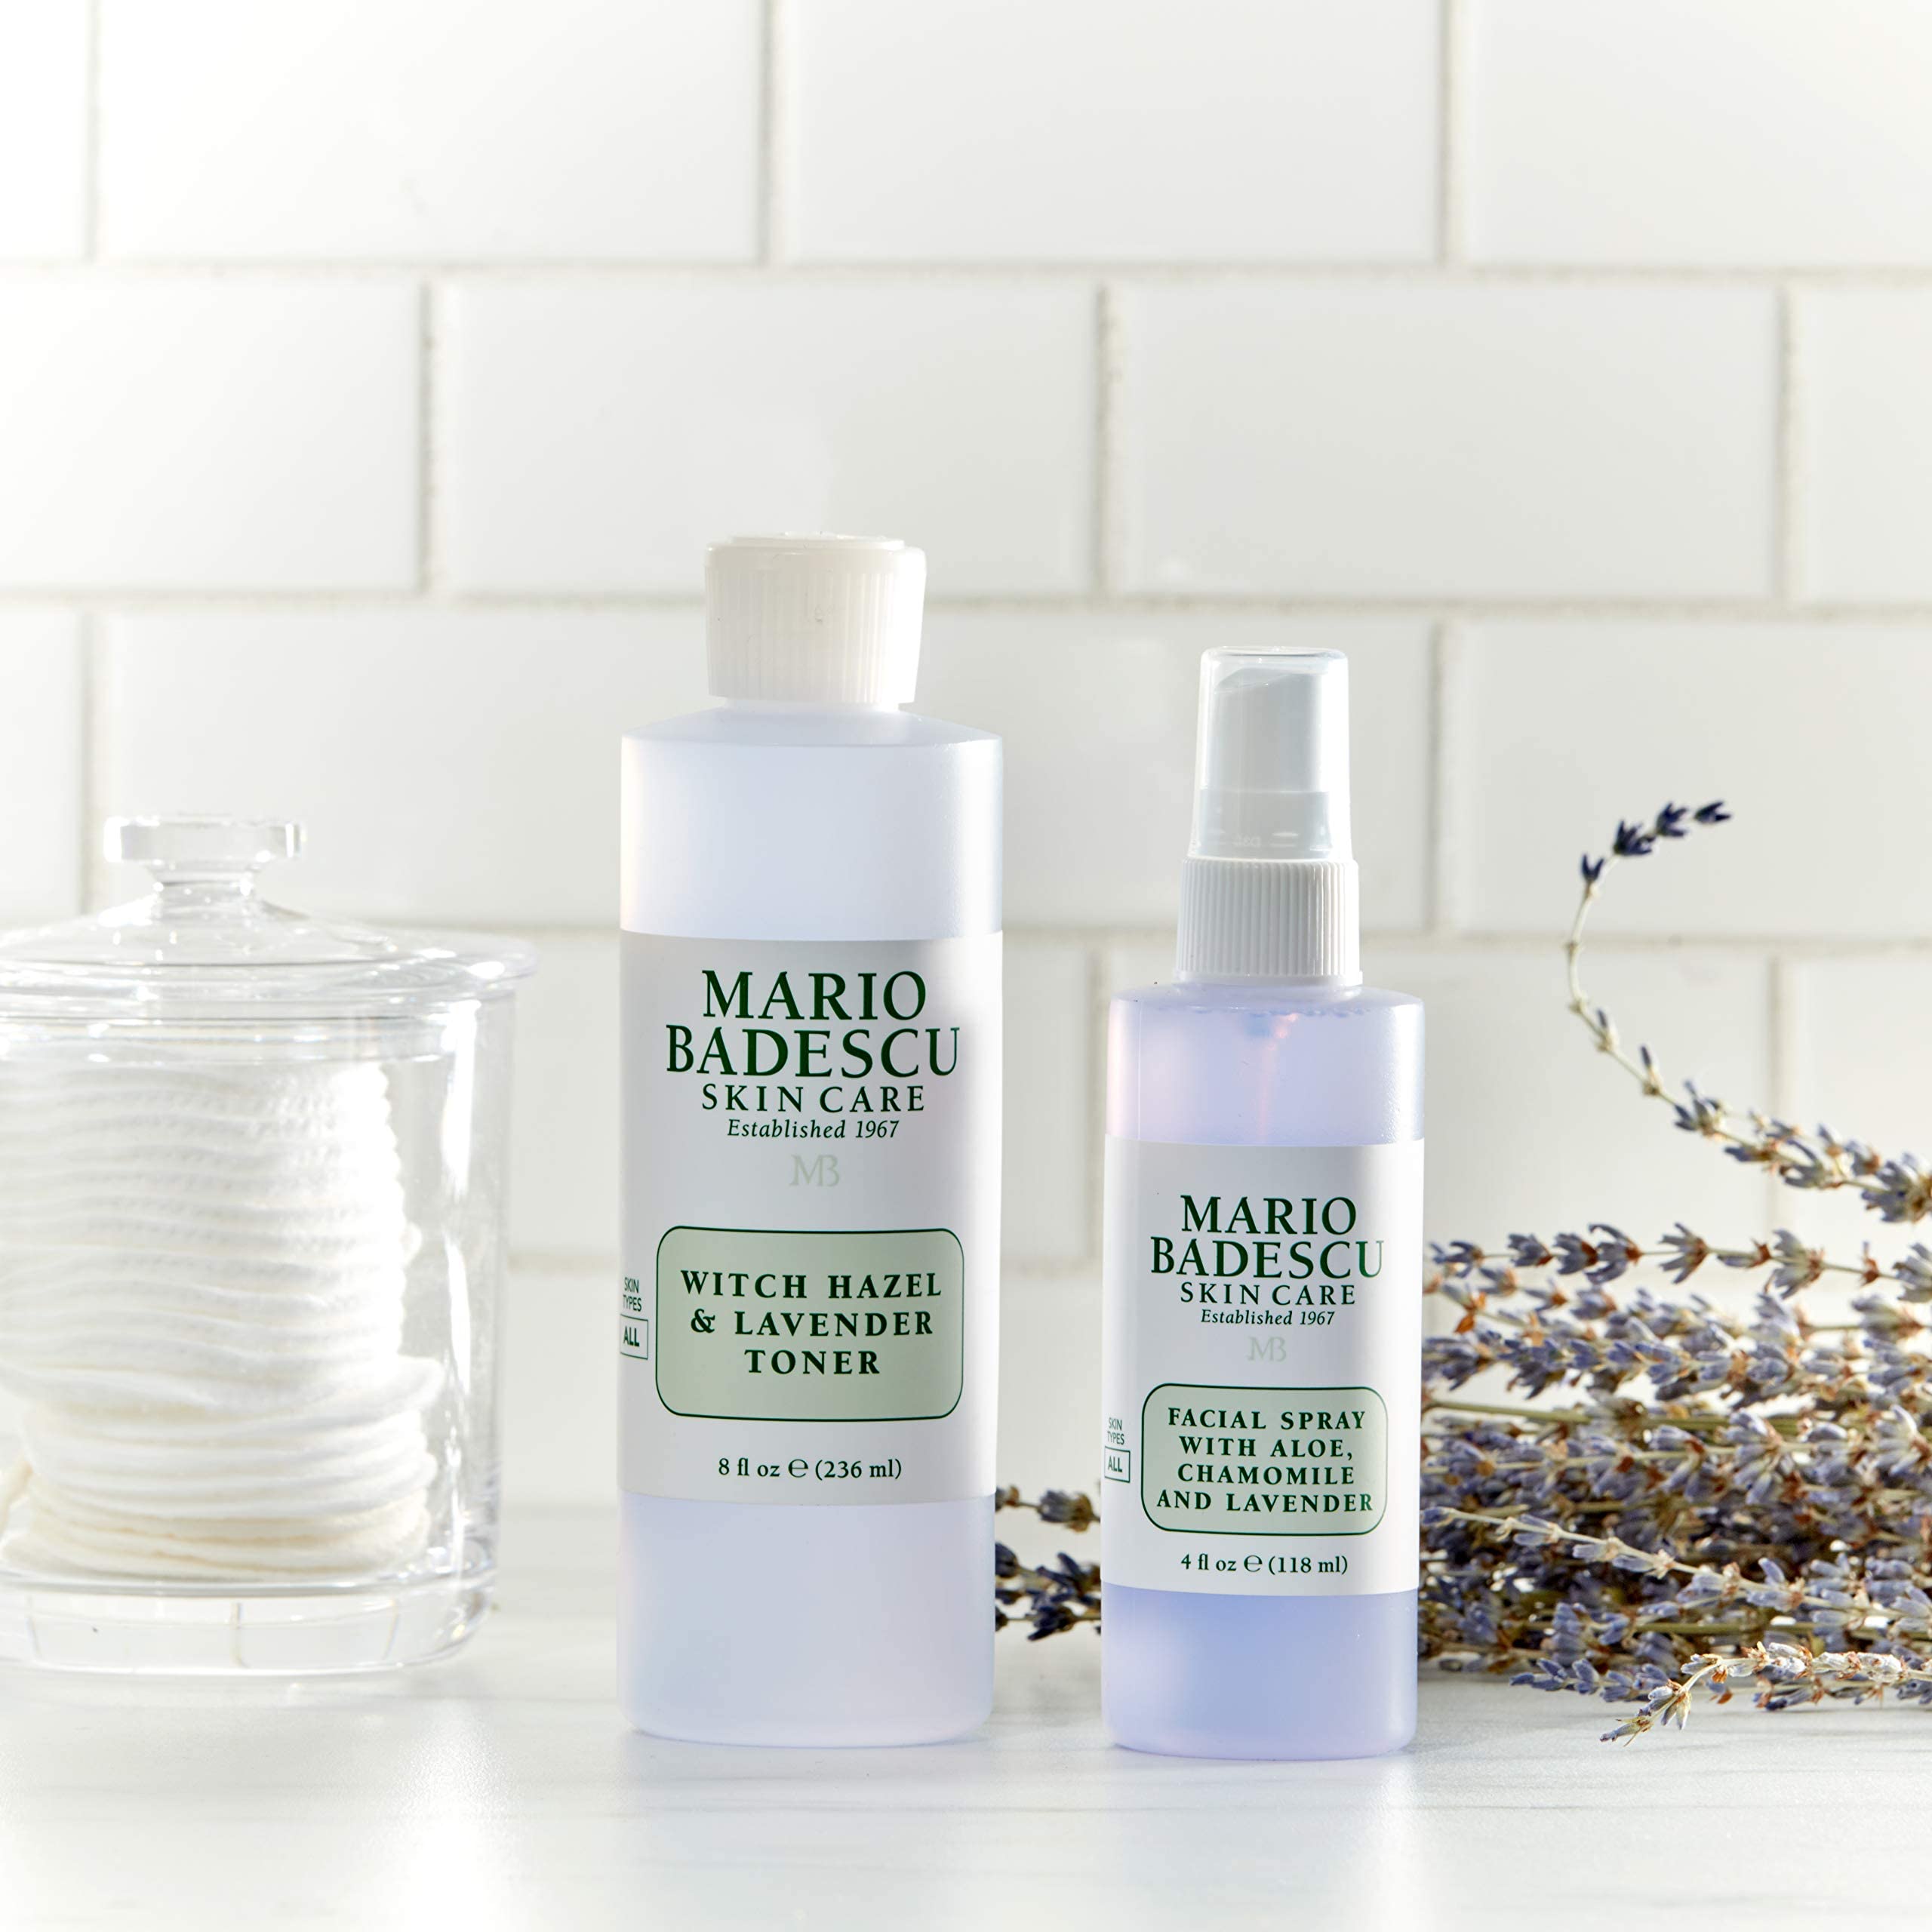 MARIO
BADESCU
SKIN CARE
Established 1967
MB
SKIN
TYPES
ALL
WITCH HAZEL
& LAVENDER
TONER
8 fl oz ℮ (236 ml)
MARIO
BADESCU
SKIN CARE
Established 1967
MB
SKIN
TYPES
ALL
FACIAL SPRAY
WITH ALOE,
CHAMOMILE
AND LAVENDER
4 fl oz ℮ (118 ml)